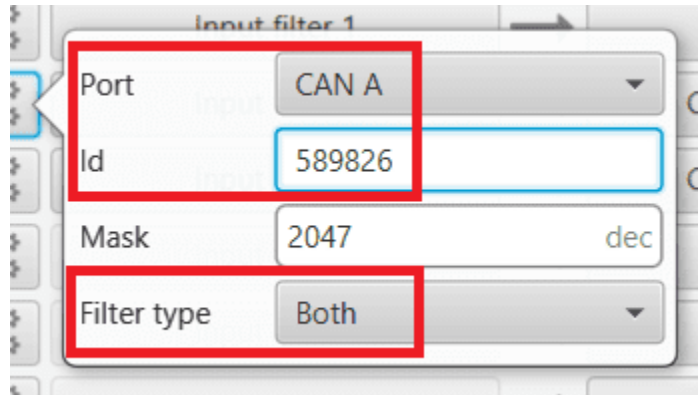 input filter 1
Port CAN A
Id 589826
Mask 2047 dec
Filter type Both